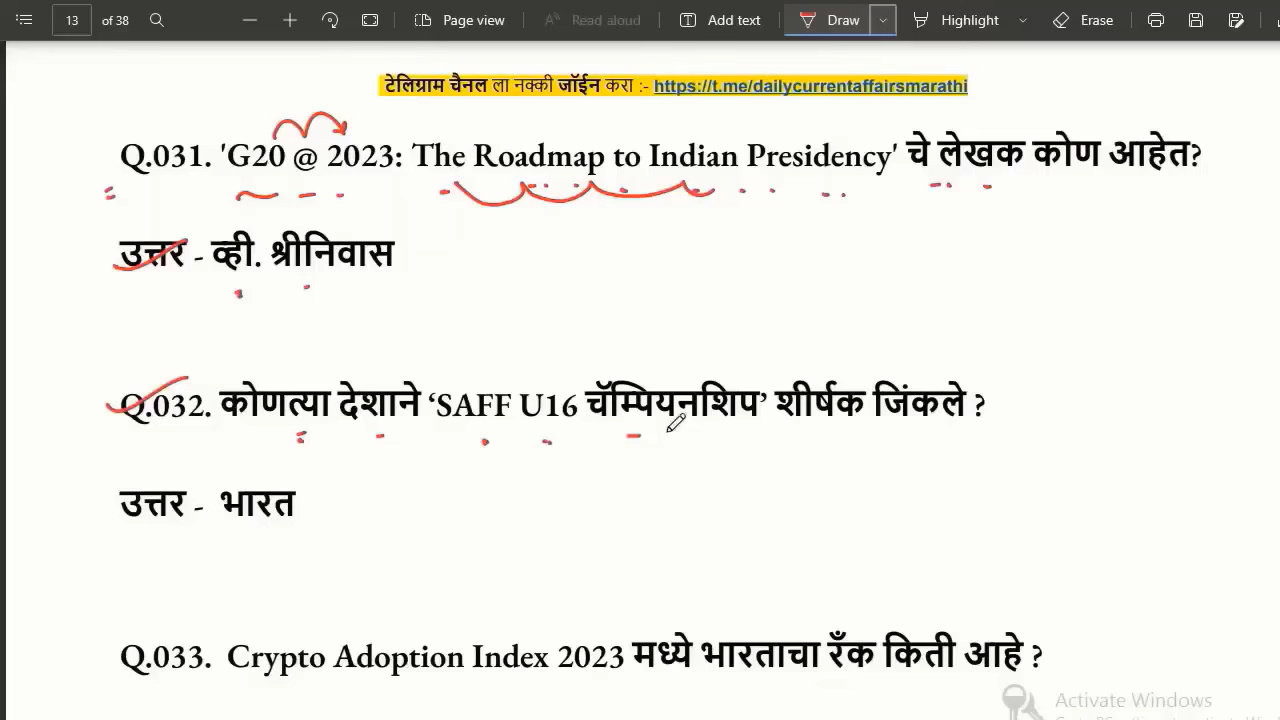 13 of 38 Page view Read aloud Add text Draw Highlight Erase
टेलिग्राम चैनल ला नक्की जॉईन करा :- https://t.me/dailycurrentaffairsmarathi
Q.031. 'G20 @ 2023: The Roadmap to Indian Presidency' चे लेखक कोण आहेत?
उत्तर - व्ही. श्रीनिवास
Q.032. कोणत्या देशाने ‘SAFF U16 चॅम्पियनशिप’ शीर्षक जिंकले ?
उत्तर - भारत
Q.033. Crypto Adoption Index 2023 मध्ये भारताचा रँक किती आहे ?
Activate Windows